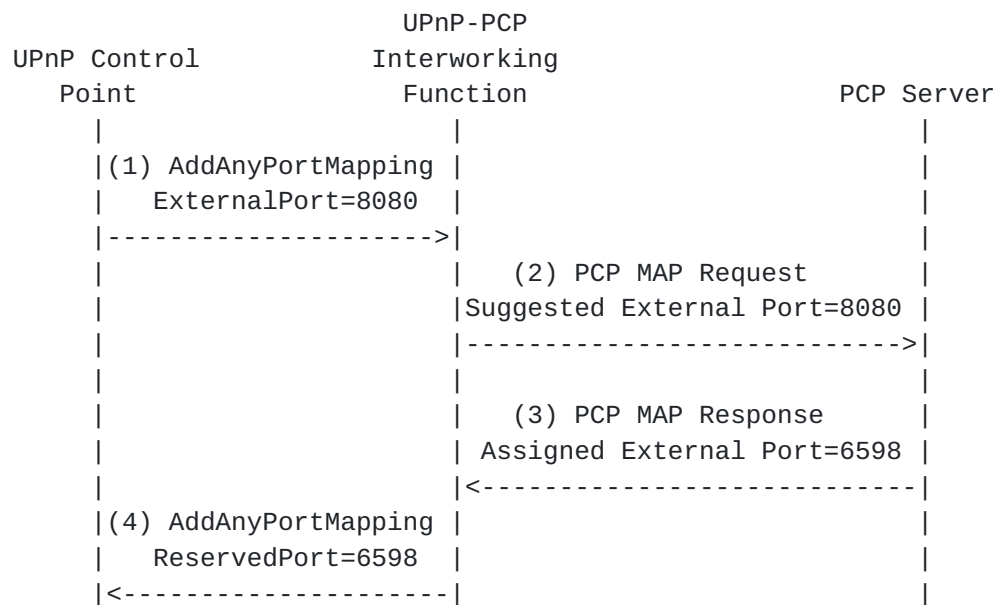 UPnP-PCP
UPnP Control           Interworking
   Point                 Function                    PCP Server
     |                      |                             |
     |(1) AddAnyPortMapping |                             |
     |   ExternalPort=8080  |                             |
     |--------------------->|                             |
     |                      |   (2) PCP MAP Request       |
     |                      |Suggested External Port=8080 |
     |                      |---------------------------->|
     |                      |                             |
     |                      |   (3) PCP MAP Response      |
     |                      | Assigned External Port=6598 |
     |                      |<----------------------------|
     |(4) AddAnyPortMapping |                             |
     |   ReservedPort=6598  |                             |
     |<---------------------|                             |